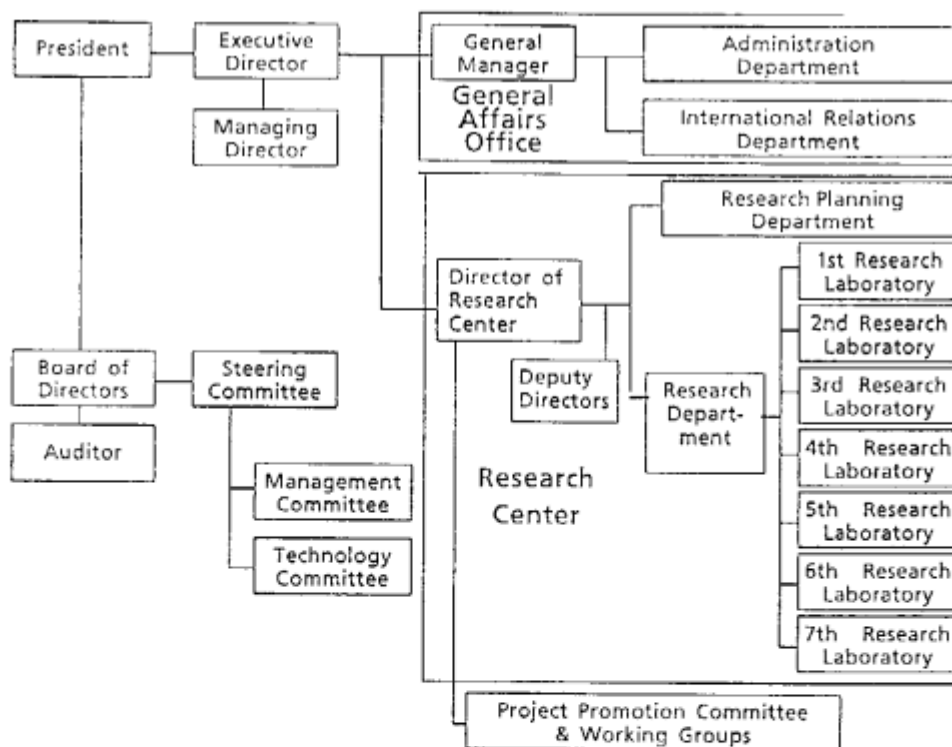 President
Executive
Director
Managing
Director
General
Manager
General
Affairs
Office
Administration
Department
International Relations
Department
Research Planning
Department
Director of
Research
Center
Deputy
Directors
Research
Depart-
ment
1st Research
Laboratory
2nd Research
Laboratory
3rd Research
Laboratory
4th Research
Laboratory
5th Research
Laboratory
6th Research
Laboratory
7th Research
Laboratory
Research
Center
Board of
Directors
Auditor
Steering
Committee
Management
Committee
Technology
Committee
Project Promotion Committee
& Working Groups